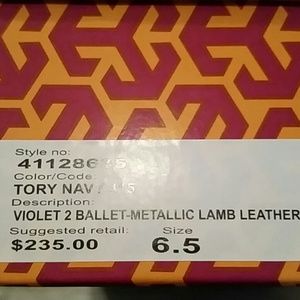 Style no:
Color/Code:
TORY
Description:
VIOLET 2 BALLET-METALLIC LAMB LEATHER
Suggested retail: Size
$235.00 6.5